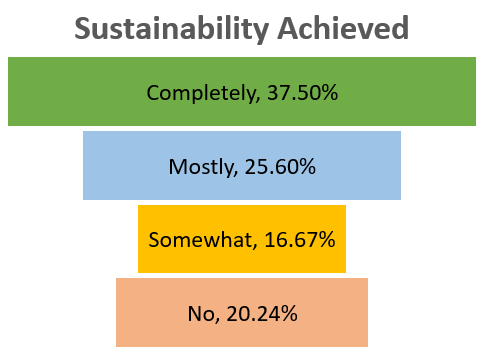 Sustainability Achieved
Completely, 37.50%
Mostly, 25.60%
Somewhat, 16.67%
No, 20.24%